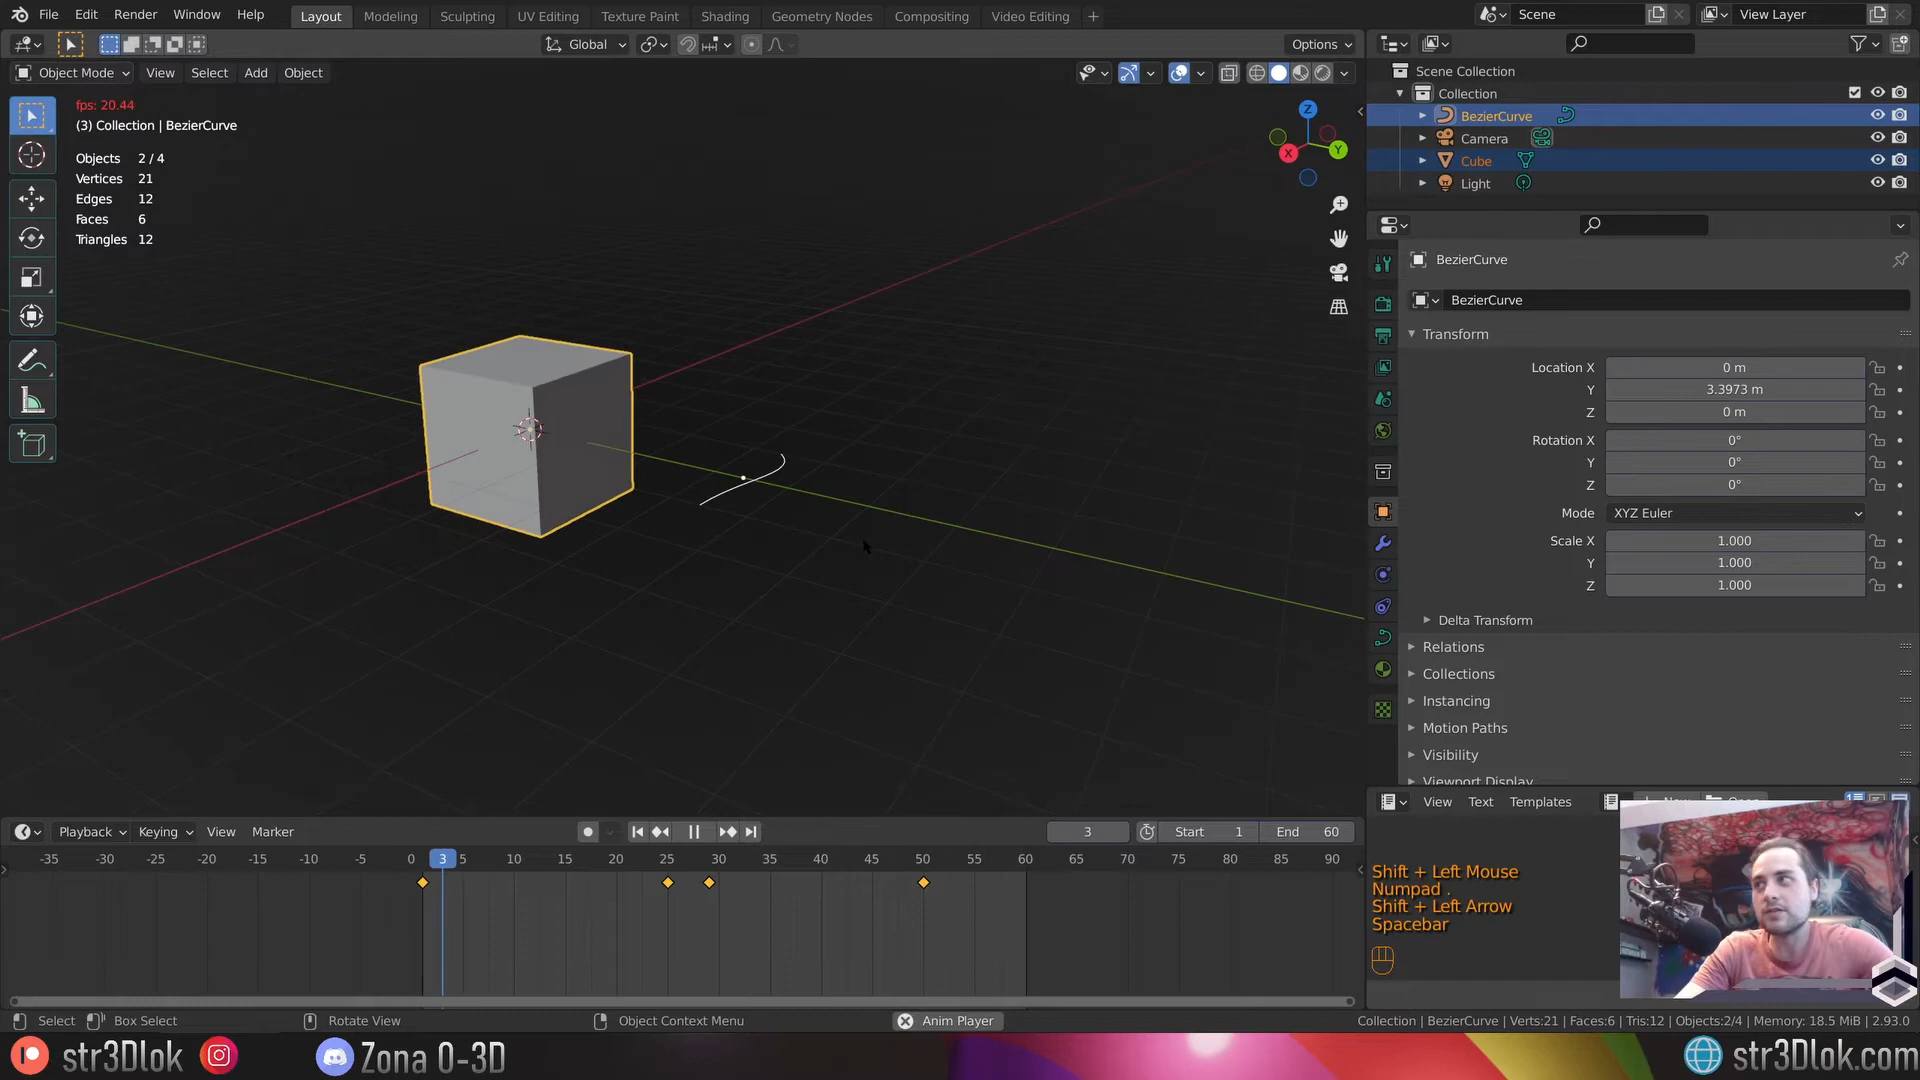 File Edit Render Window Help Layout Modeling Sculpting UV Editing Texture Paint Shading Geometry Nodes Compositing Video Editing + Scene View Layer
Global Options
Object Mode View Select Add Object
Scene Collection
Collection
BezierCurve
Camera
Cube
Light
fps: 20.44
(3) Collection | BezierCurve
Objects 2 / 4
Vertices 21
Edges 12
Faces 6
Triangles 12
Z
X
Y
BezierCurve
BezierCurve
Transform
Location X 0 m
Y 3.3973 m
Z 0 m
Rotation X 0°
Y 0°
Z 0°
Mode XYZ Euler
Scale X 1.000
Y 1.000
Z 1.000
Delta Transform
Relations
Collections
Instancing
Motion Paths
Visibility
Viewport Display
View Text Templates
Playback Keying View Marker 3 Start 1 End 60
-35 -30 -25 -20 -15 -10 -5 0 3 5 10 15 20 25 30 35 40 45 50 55 60 65 70 75 80 85 90
Shift + Left Mouse
Numpad .
Shift + Left Arrow
Spacebar
Select Box Select Rotate View Object Context Menu Anim Player Collection | BezierCurve | Verts:21 | Faces:6 | Tris:12 | Objects:2/4 | Memory: 18.5 MiB | 2.93.0
str3Dlok Zona 0-3D str3Dlok.com